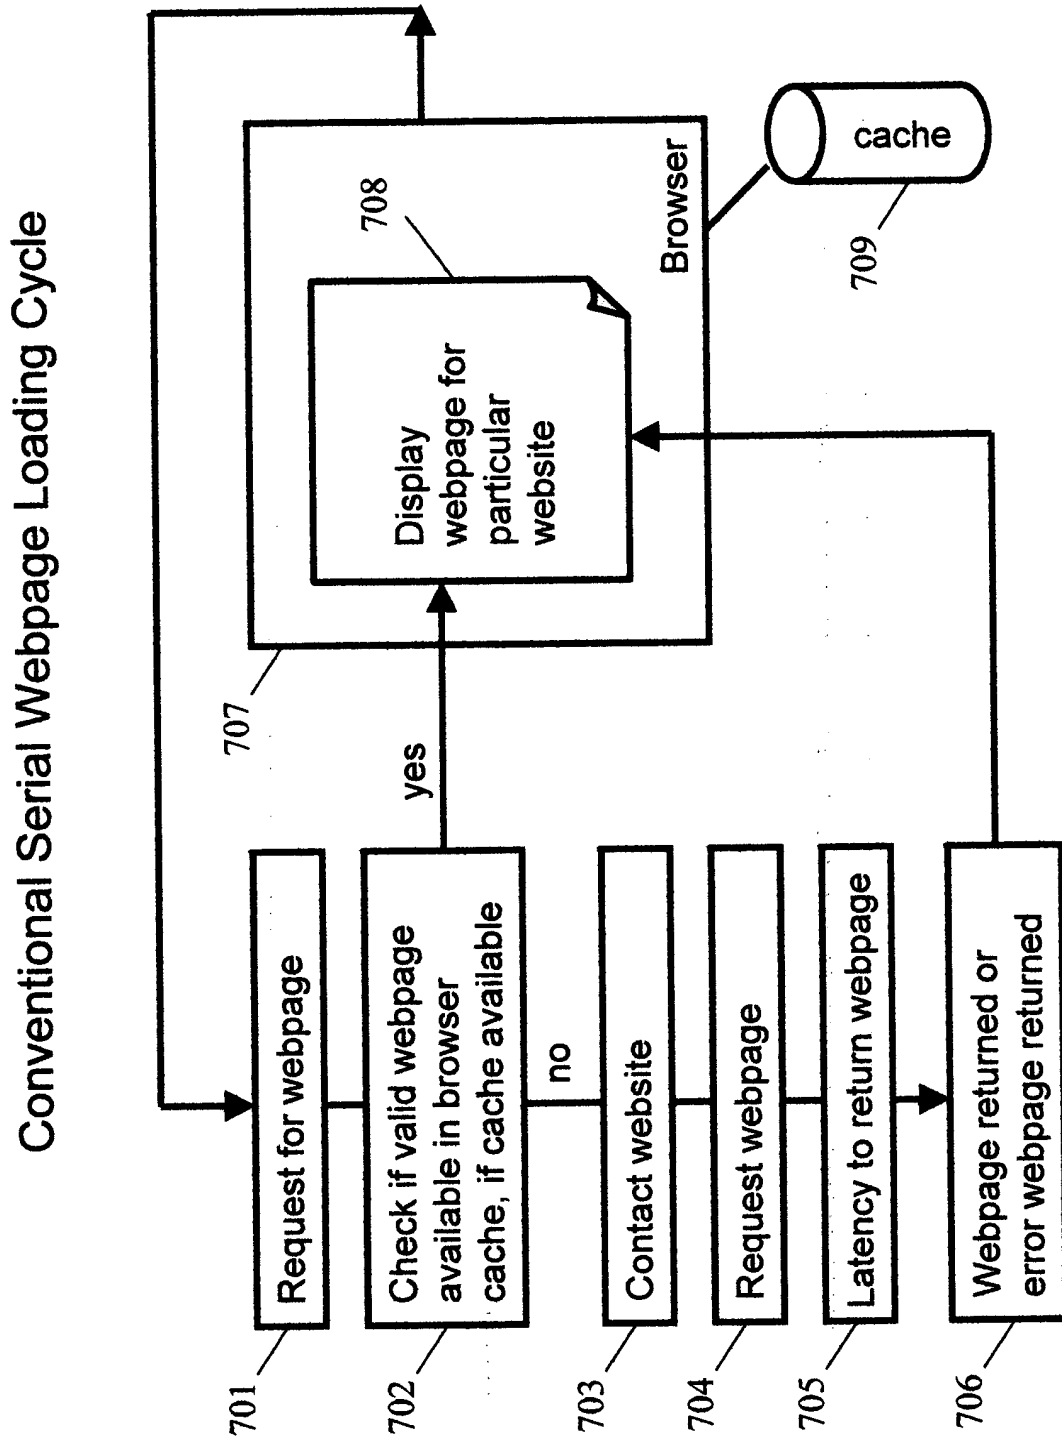 Conventional Serial Webpage Loading Cycle
701
Request for webpage
702
Check if valid webpage
available in browser
cache, if cache available
yes
no
703
Contact website
704
Request webpage
705
Latency to return webpage
706
Webpage returned or
error webpage returned
707
708
Display
webpage for
particular
website
Browser
709
cache